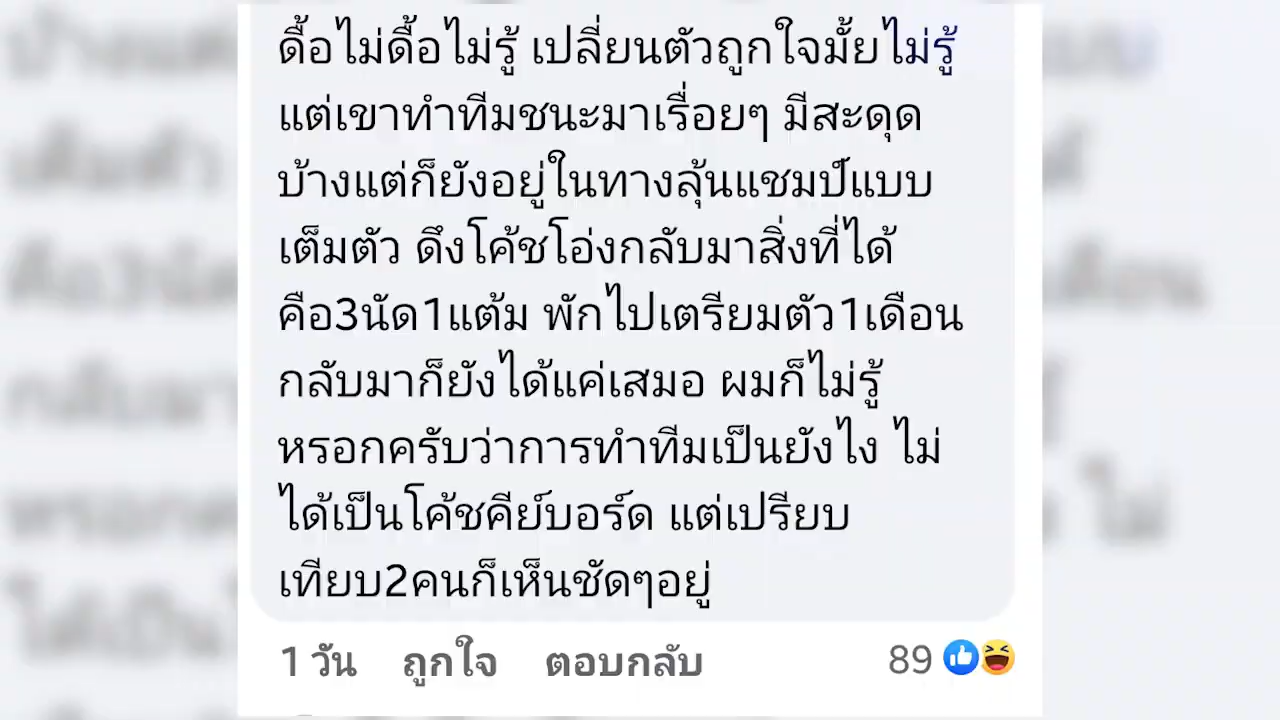 ดื้อไม่ดื้อไม่รู้ เปลี่ยนตัวถูกใจมั้ยไม่รู้
แต่เขาทำทีมชนะมาเรื่อยๆ มีสะดุด
บ้างแต่ก็ยังอยู่ในทางลุ้นแชมป์แบบ
เต็มตัว ดึงโค้ชโอ่งกลับมาสิ่งที่ได้
คือ3นัด1แต้ม พักไปเตรียมตัว1เดือน
กลับมาก็ยังได้แค่เสมอ ผมก็ไม่รู้
หรอกครับว่าการทำทีมเป็นยังไง ไม่
ได้เป็นโค้ชคีย์บอร์ด แต่เปรียบ
เทียบ2คนก็เห็นชัดๆอยู่
1 วัน ถูกใจ ตอบกลับ 89